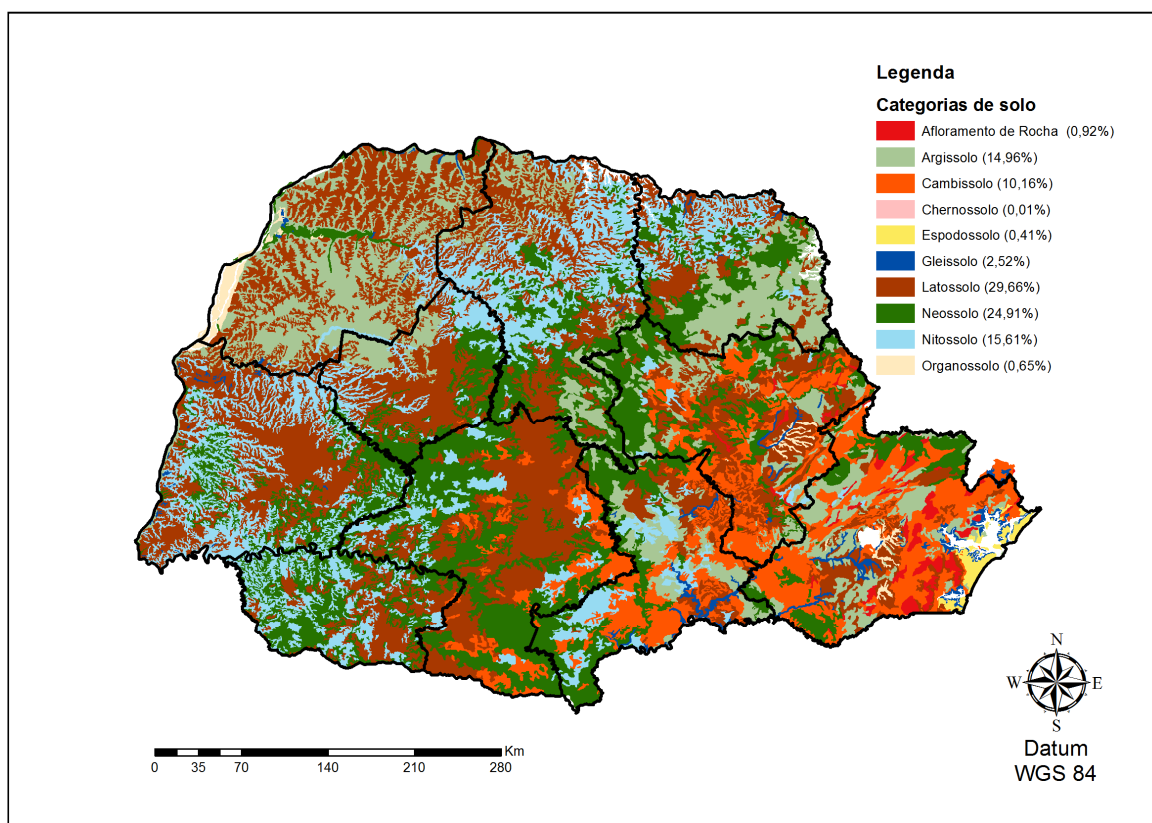 Legenda
Categorias de solo
Afloramento de Rocha (0,92%)
Argissolo (14,96%)
Cambissolo (10,16%)
Chernossolo (0,01%)
Espodossolo (0,41%)
Gleissolo (2,52%)
Latossolo (29,66%)
Neossolo (24,91%)
Nitossolo (15,61%)
Organossolo (0,65%)
N
W E
S
Datum
WGS 84
Km
0 35 70 140 210 280